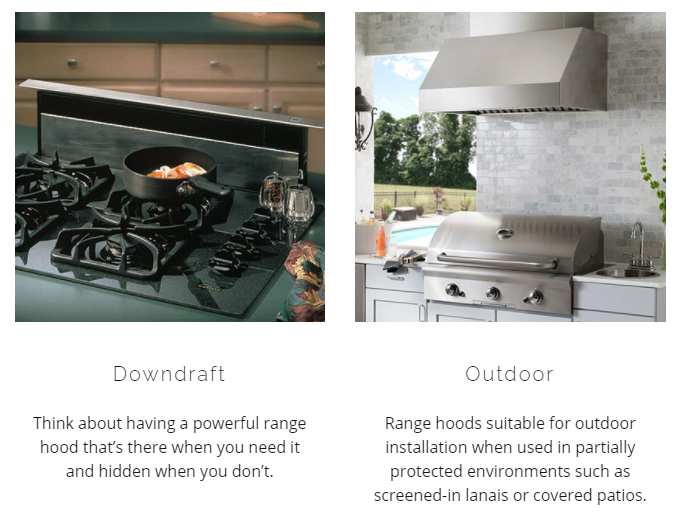 Downdraft
Think about having a powerful range
hood that’s there when you need it
and hidden when you don’t.
Outdoor
Range hoods suitable for outdoor
installation when used in partially
protected environments such as
screened-in lanais or covered patios.